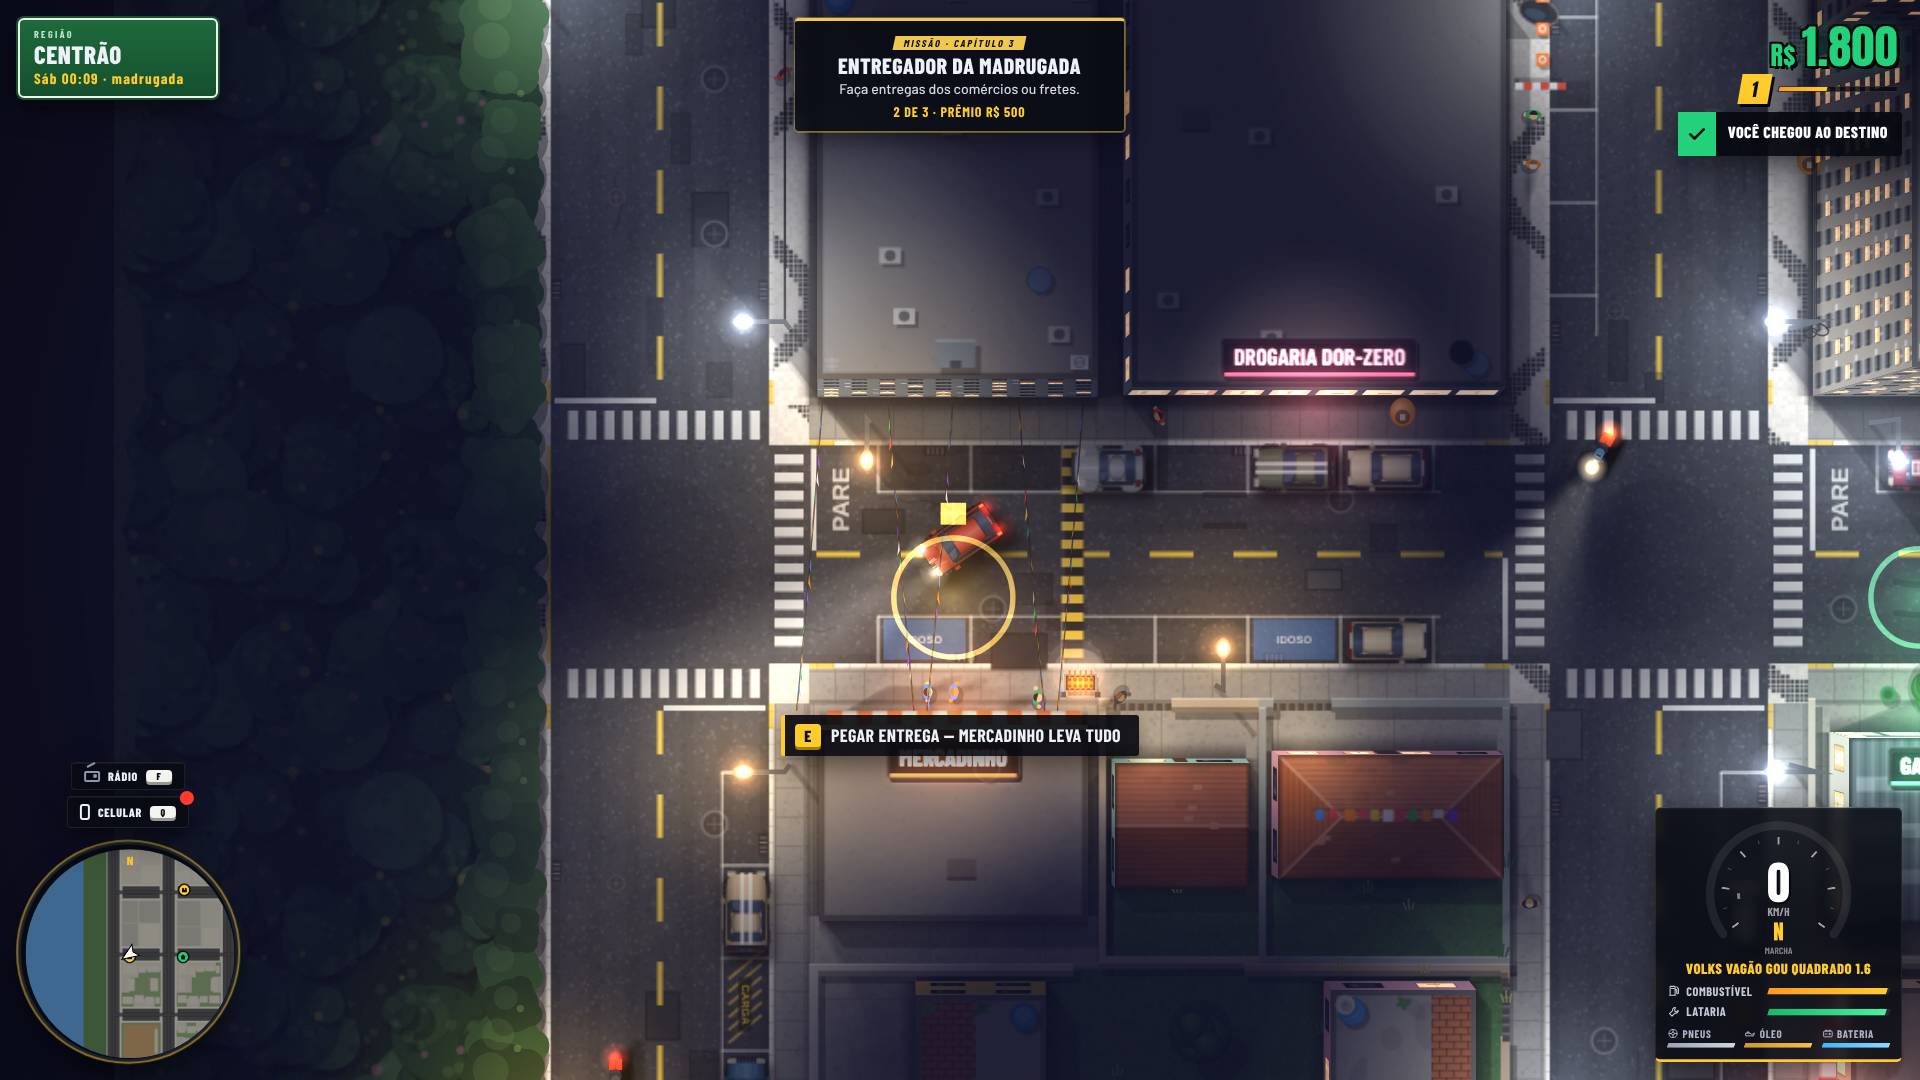 REGIÃO
CENTRÃO
Sáb 00:09 · madrugada
MISSÃO · CAPÍTULO 3
ENTREGADOR DA MADRUGADA
Faça entregas dos comércios ou fretes.
2 DE 3 · PRÊMIO R$ 500
R$ 1.800
1
VOCÊ CHEGOU AO DESTINO
DROGARIA DOR-ZERO
PARE
PARE
IDOSO
IDOSO
E PEGAR ENTREGA — MERCADINHO LEVA TUDO
MERCADINHO
GA
RÁDIO F
CELULAR Q
N
M
CARGA
0
KM/H
N
MARCHA
VOLKS VAGÃO GOU QUADRADO 1.6
COMBUSTÍVEL
LATARIA
PNEUS ÓLEO BATERIA